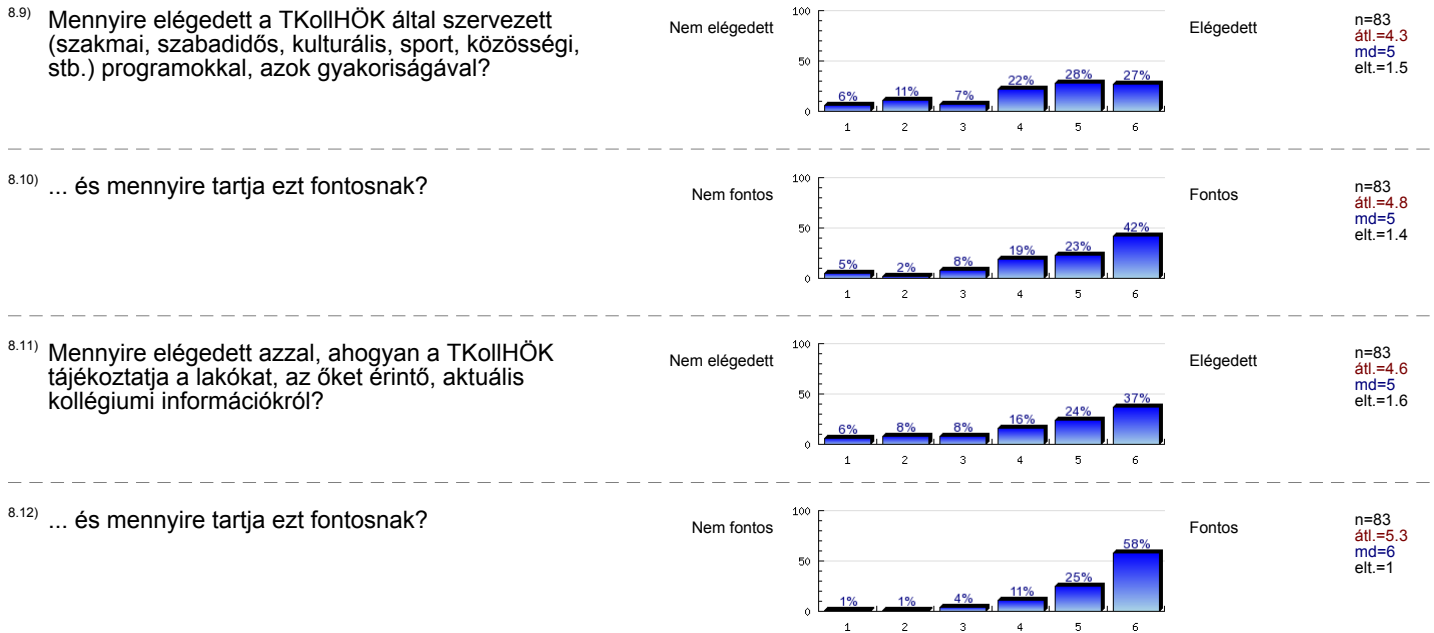 8.9) Mennyire elégedett a TKollHÖK által szervezett
(szakmai, szabadidős, kulturális, sport, közösségi,
stb.) programokkal, azok gyakoriságával?
Nem elégedett
100
50
0
6%
11%
7%
22%
28%
27%
1
2
3
4
5
6
Elégedett
n=83
átl.=4.3
md=5
elt.=1.5
8.10) ... és mennyire tartja ezt fontosnak?
Nem fontos
100
50
0
5%
2%
8%
19%
23%
42%
1
2
3
4
5
6
Fontos
n=83
átl.=4.8
md=5
elt.=1.4
8.11) Mennyire elégedett azzal, ahogyan a TKollHÖK
tájékoztatja a lakókat, az őket érintő, aktuális
kollégiumi információkról?
Nem elégedett
100
50
0
6%
8%
8%
16%
24%
37%
1
2
3
4
5
6
Elégedett
n=83
átl.=4.6
md=5
elt.=1.6
8.12) ... és mennyire tartja ezt fontosnak?
Nem fontos
100
50
0
1%
1%
4%
11%
25%
58%
1
2
3
4
5
6
Fontos
n=83
átl.=5.3
md=6
elt.=1